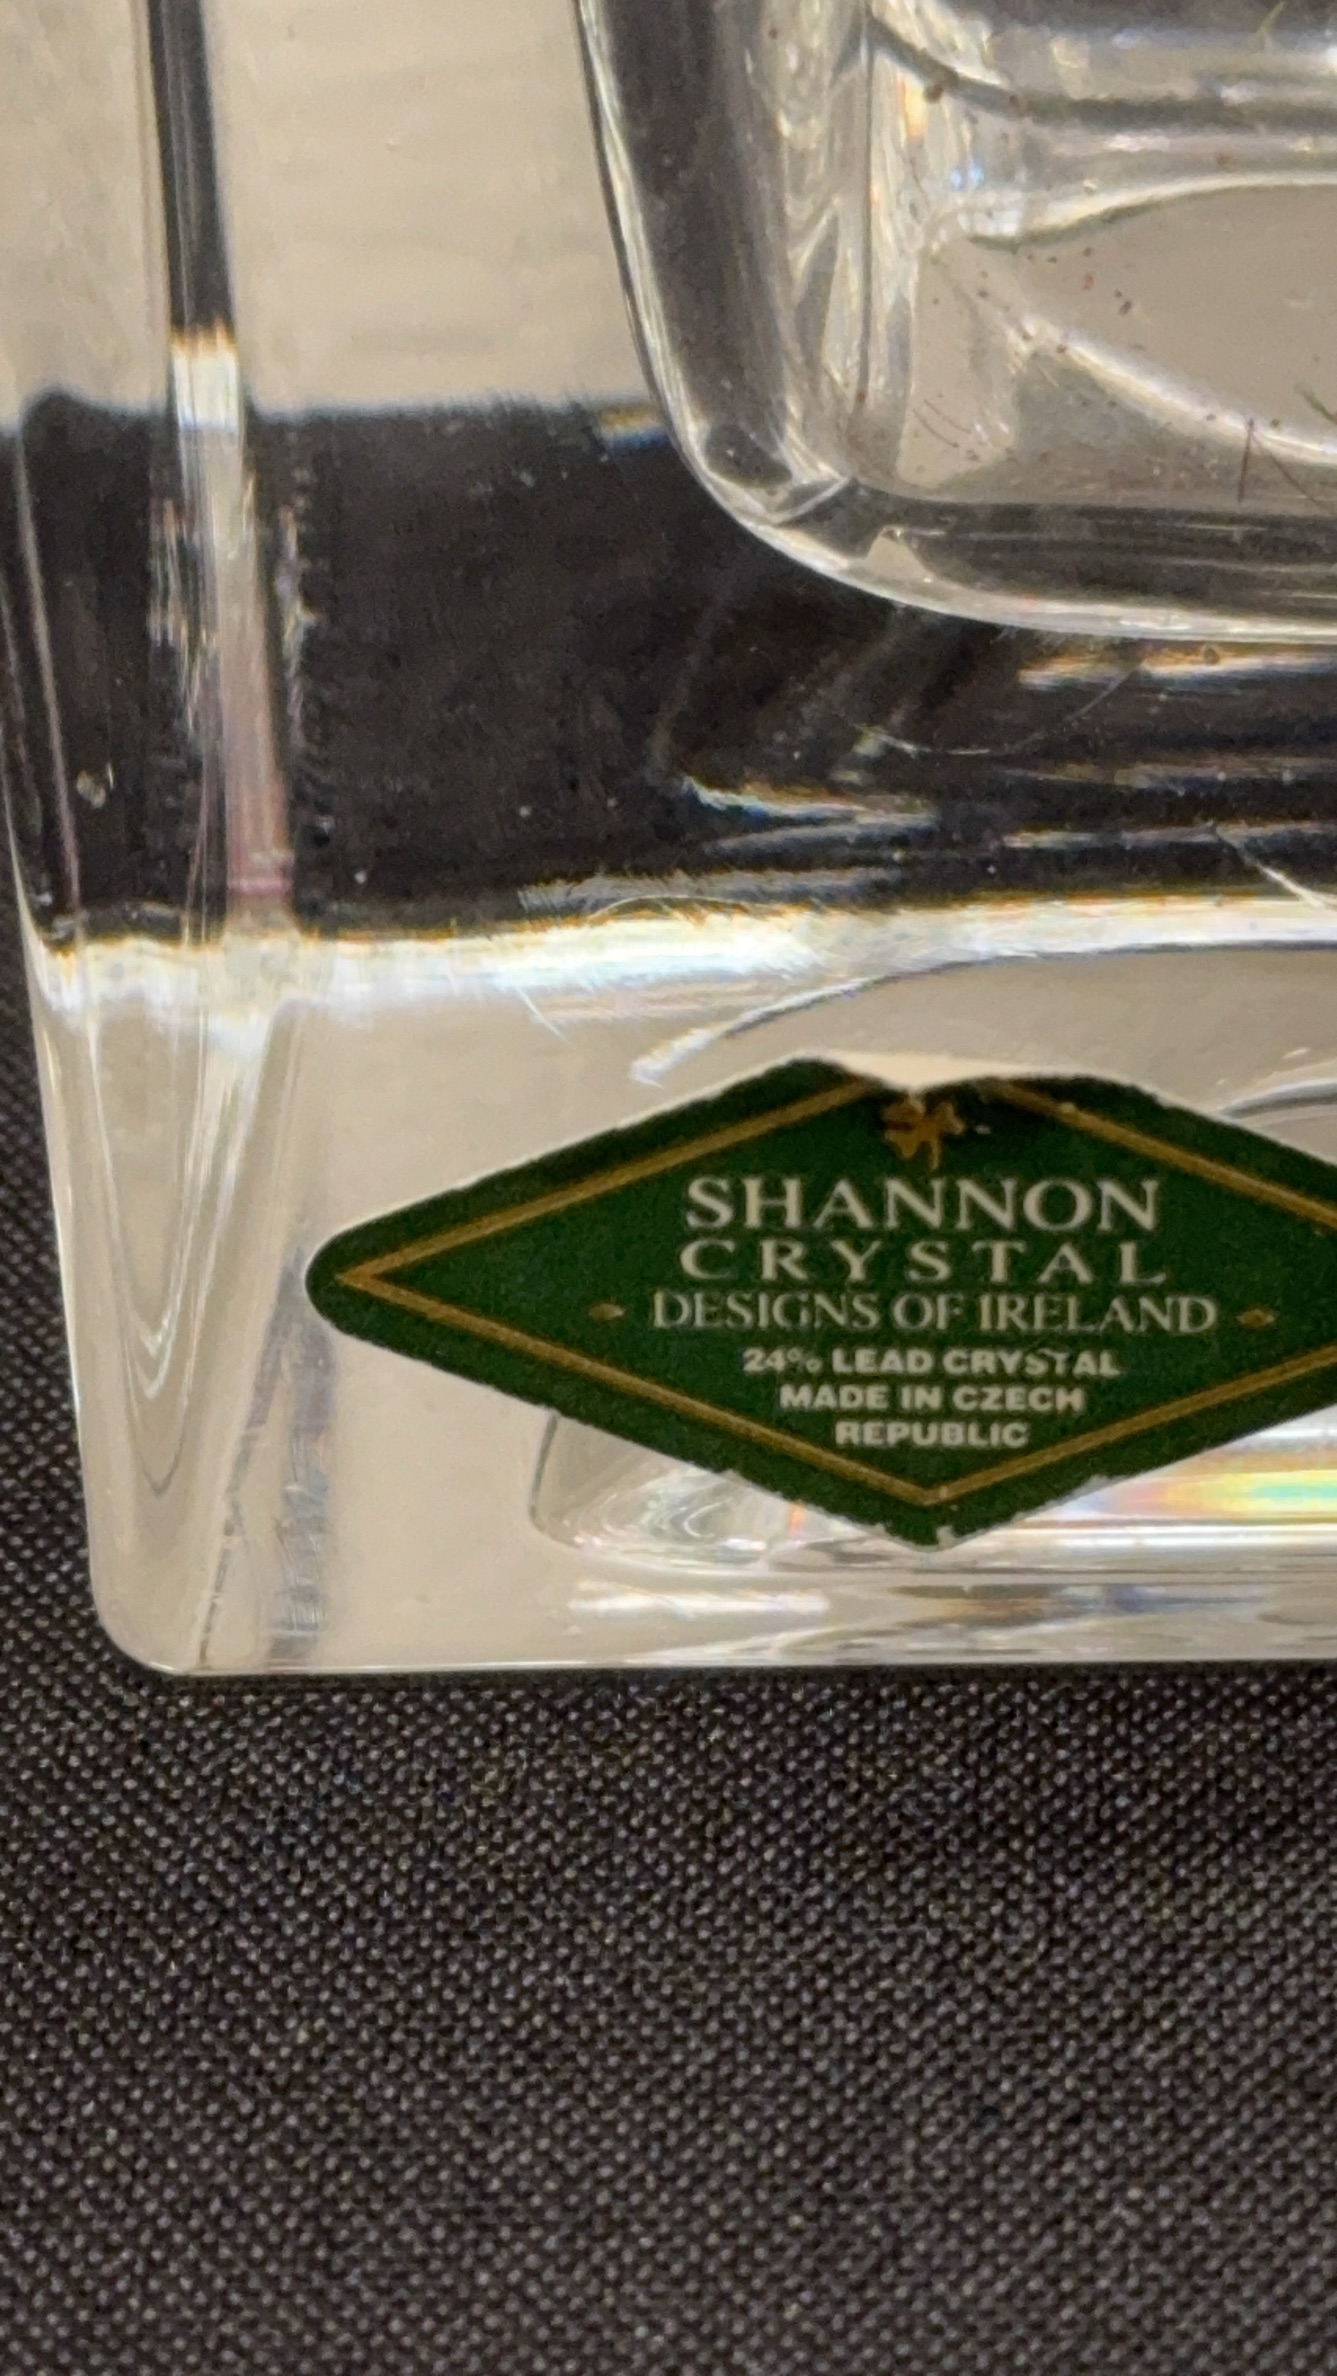 SHANNON
CRYSTAL
DESIGNS OF IRELAND
24% LEAD CRYSTAL
MADE IN CZECH
REPUBLIC